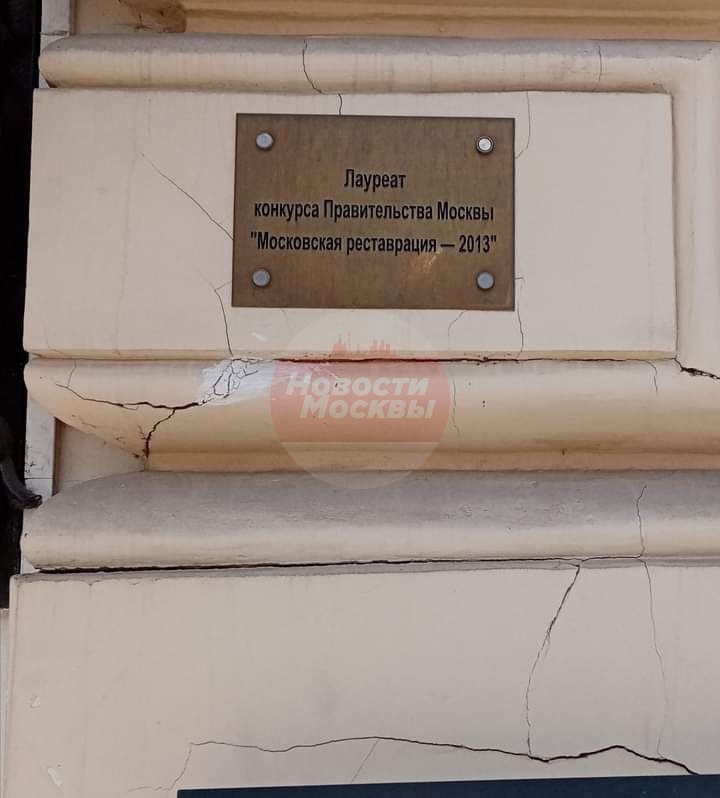 Лауреат
конкурса Правительства Москвы
"Московская реставрация — 2013"
Новости
Москвы